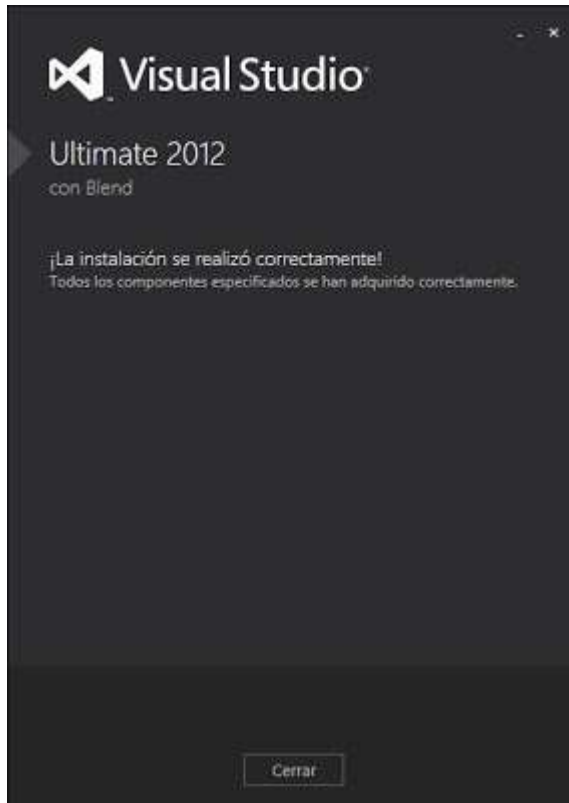 Visual Studio
Ultimate 2012
con Blend
¡La instalación se realizó correctamente!
Todos los componentes especificados se han adquirido correctamente.
Cerrar